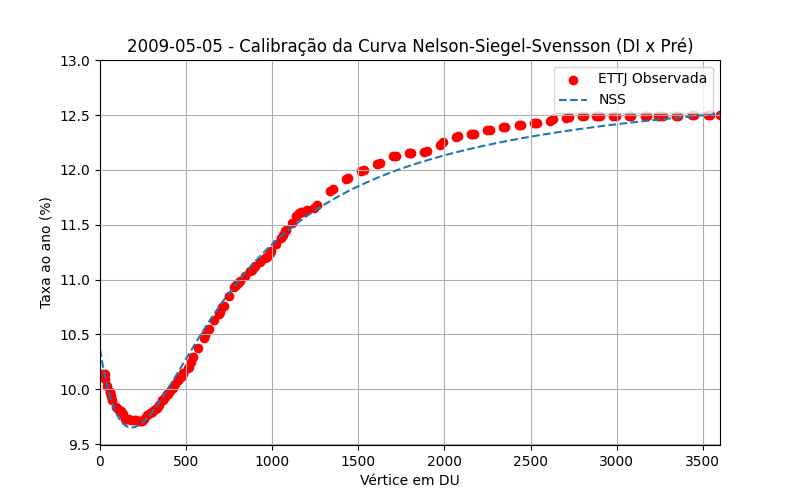 2009-05-05 - Calibração da Curva Nelson-Siegel-Svensson (DI x Pré)
ETTJ Observada
NSS
Taxa ao ano (%)
13.0
12.5
12.0
11.5
11.0
10.5
10.0
9.5
0 500 1000 1500 2000 2500 3000 3500
Vértice em DU